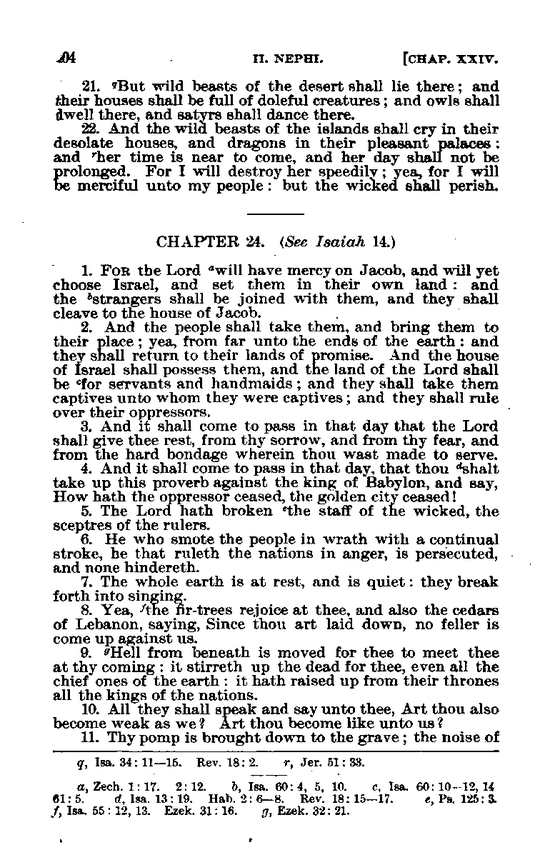 94 II. NEPHI. [CHAP. XXIV.
21. qBut wild beasts of the desert shall lie there; and
their houses shall be full of doleful creatures; and owls shall
dwell there, and satyrs shall dance there.
22. And the wild beasts of the islands shall cry in their
desolate houses, and dragons in their pleasant palaces:
and rher time is near to come, and her day shall not be
prolonged. For I will destroy her speedily; yea, for I will
be merciful unto my people: but the wicked shall perish.
CHAPTER 24. (See Isaiah 14.)
1. FOR the Lord awill have mercy on Jacob, and will yet
choose Israel, and set them in their own land: and
the bstrangers shall be joined with them, and they shall
cleave to the house of Jacob.
2. And the people shall take them, and bring them to
their place; yea, from far unto the ends of the earth: and
they shall return to their lands of promise. And the house
of Israel shall possess them, and the land of the Lord shall
be cfor servants and handmaids; and they shall take them
captives unto whom they were captives; and they shall rule
over their oppressors.
3. And it shall come to pass in that day that the Lord
shall give thee rest, from thy sorrow, and from thy fear, and
from the hard bondage wherein thou wast made to serve.
4. And it shall come to pass in that day, that thou dshalt
take up this proverb against the king of Babylon, and say,
How hath the oppressor ceased, the golden city ceased!
5. The Lord hath broken ethe staff of the wicked, the
sceptres of the rulers.
6. He who smote the people in wrath with a continual
stroke, he that ruleth the nations in anger, is persecuted,
and none hindereth.
7. The whole earth is at rest, and is quiet: they break
forth into singing.
8. Yea, fthe fir-trees rejoice at thee, and also the cedars
of Lebanon, saying, Since thou art laid down, no feller is
come up against us.
9. gHell from beneath is moved for thee to meet thee
at thy coming: it stirreth up the dead for thee, even all the
chief ones of the earth: it hath raised up from their thrones
all the kings of the nations.
10. All they shall speak and say unto thee, Art thou also
become weak as we? Art thou become like unto us?
11. Thy pomp is brought down to the grave; the noise of
q, Isa. 34: 11—15. Rev. 18: 2. r, Jer. 51: 33.
a, Zech. 1: 17. 2: 12. b, Isa. 60: 4, 5, 10. c, Isa. 60: 10—12, 14
61: 5. d, Isa. 13: 19. Hab. 2: 6—8. Rev. 18: 15—17. e, Ps. 125: 3.
f, Isa. 55: 12, 13. Ezek. 31: 16. g, Ezek. 32: 21.